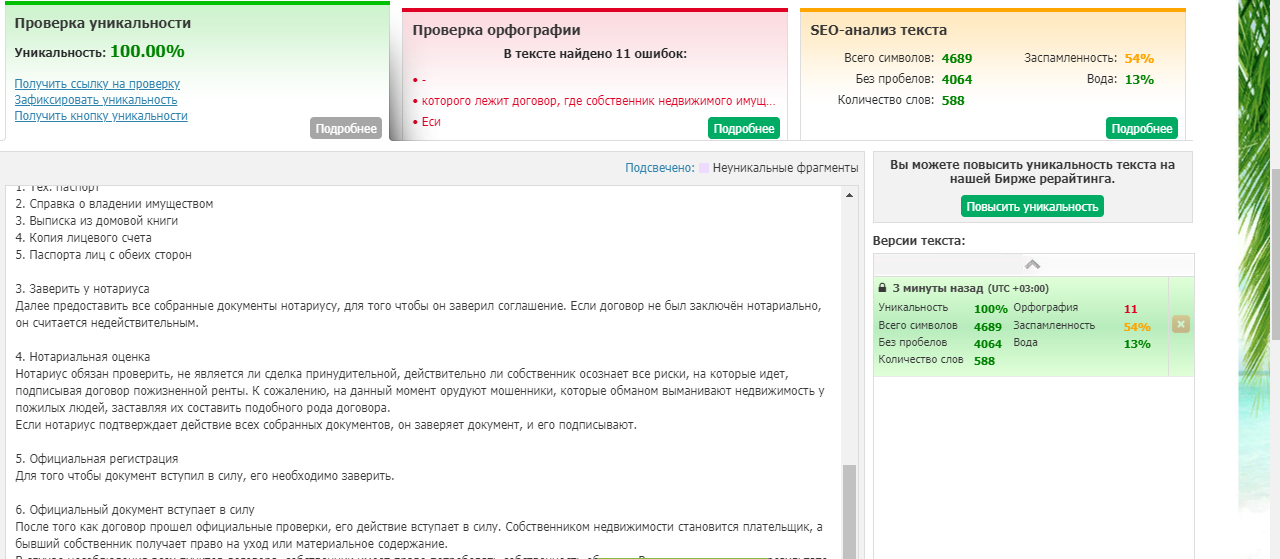 Проверка уникальности
Уникальность: 100.00%
Получить ссылку на проверку
Зафиксировать уникальность
Получить кнопку уникальности
Подробнее
Проверка орфографии
В тексте найдено 11 ошибок:
• -
• которого лежит договор, где собственник недвижимого имущ...
• Еси
Подробнее
SEO-анализ текста
Всего символов: 4689 Заспамленность: 54%
Без пробелов: 4064 Вода: 13%
Количество слов: 588
Подробнее
Подсвечено: Неуникальные фрагменты
1. Тех. паспорт
2. Справка о владении имуществом
3. Выписка из домовой книги
4. Копия лицевого счета
5. Паспорта лиц с обеих сторон
3. Заверить у нотариуса
Далее предоставить все собранные документы нотариусу, для того чтобы он заверил соглашение. Если договор не был заключён нотариально,
он считается недействительным.
4. Нотариальная оценка
Нотариус обязан проверить, не является ли сделка принудительной, действительно ли собственник осознает все риски, на которые идет,
подписывая договор пожизненной ренты. К сожалению, на данный момент орудуют мошенники, которые обманом выманивают недвижимость у
пожилых людей, заставляя их составить подобного рода договора.
Если нотариус подтверждает действие всех собранных документов, он заверяет документ, и его подписывают.
5. Официальная регистрация
Для того чтобы документ вступил в силу, его необходимо заверить.
6. Официальный документ вступает в силу
После того как договор прошел официальные проверки, его действие вступает в силу. Собственником недвижимости становится плательщик, а
бывший собственник получает право на уход или материальное содержание.
Вы можете повысить уникальность текста на
нашей Бирже рерайтинга.
Повысить уникальность
Версии текста:
3 минуты назад (UTC +03:00)
Уникальность 100% Орфография 11
Всего символов 4689 Заспамленность 54%
Без пробелов 4064 Вода 13%
Количество слов 588